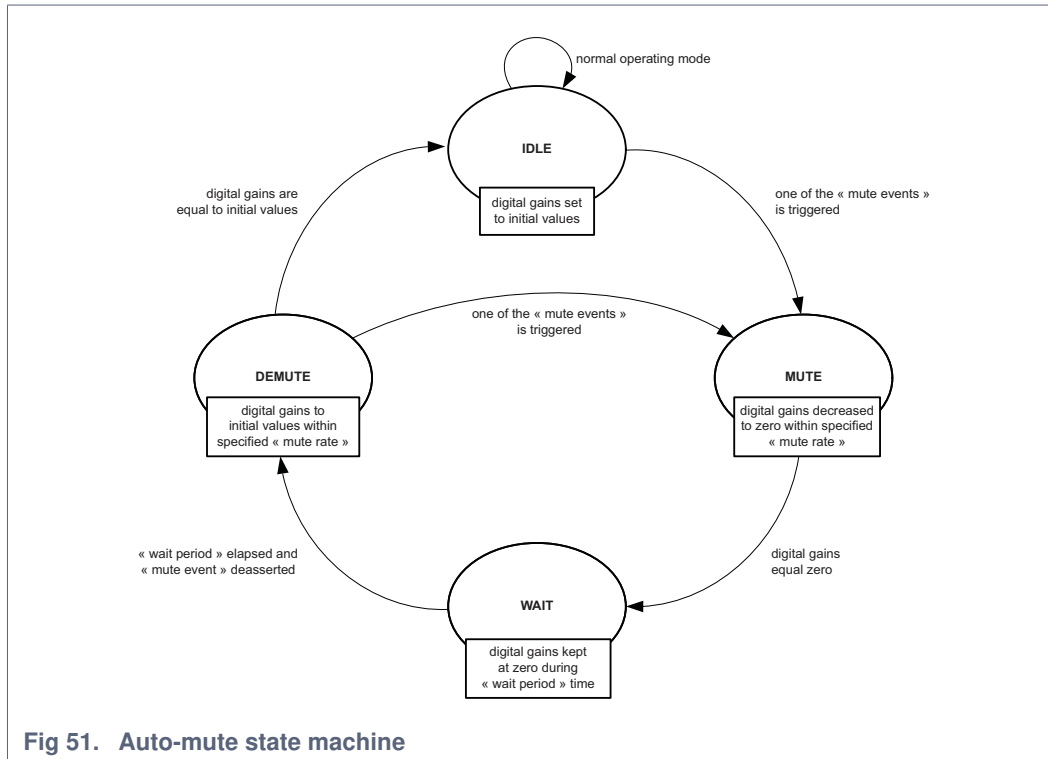 normal operating mode
IDLE
digital gains set
to initial values
digital gains are
equal to initial values
one of the « mute events »
is triggered
one of the « mute events »
is triggered
DEMUTE
digital gains to
initial values within
specified « mute rate »
MUTE
digital gains decreased
to zero within specified
« mute rate »
« wait period » elapsed and
« mute event » deasserted
digital gains
equal zero
WAIT
digital gains kept
at zero during
« wait period » time
Fig 51. Auto-mute state machine